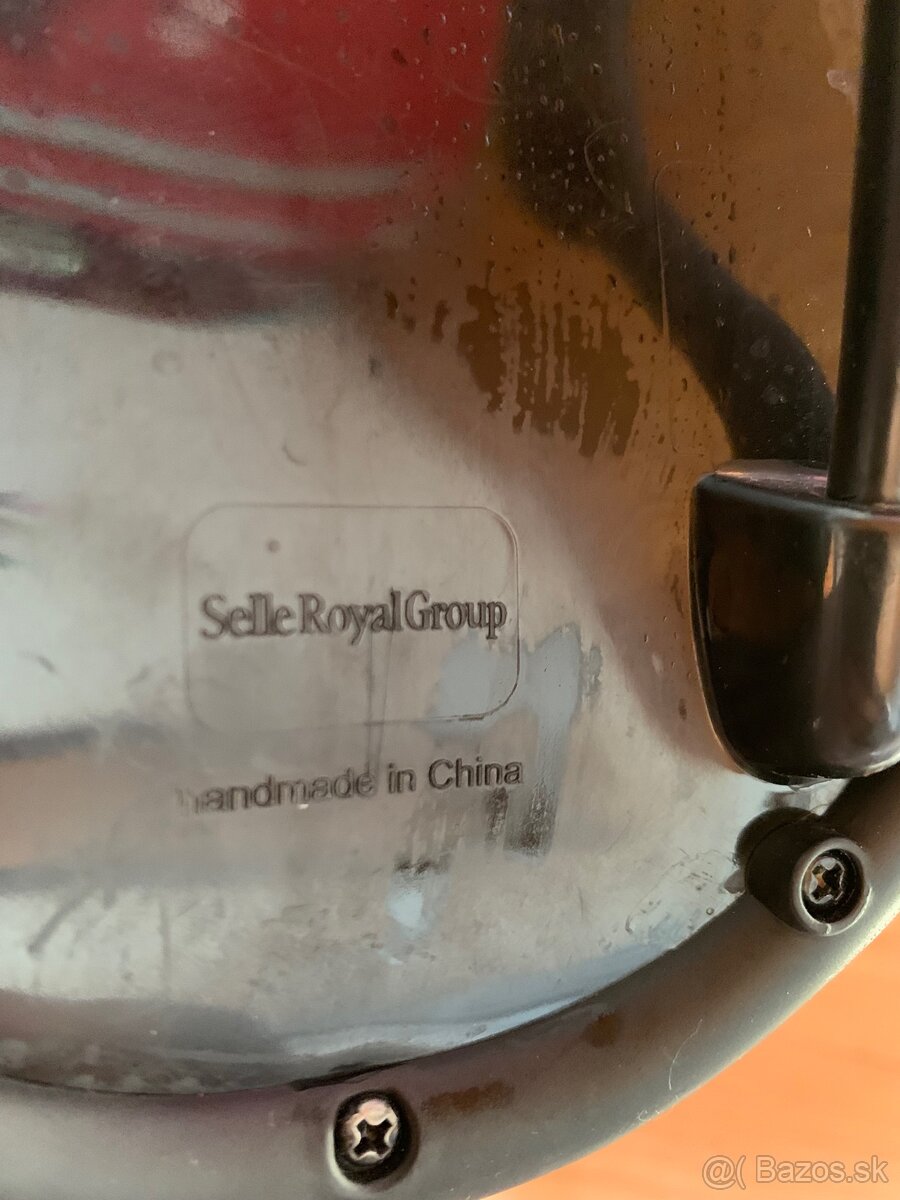 Selle Royal Group
handmade in China
@( Bazos.sk